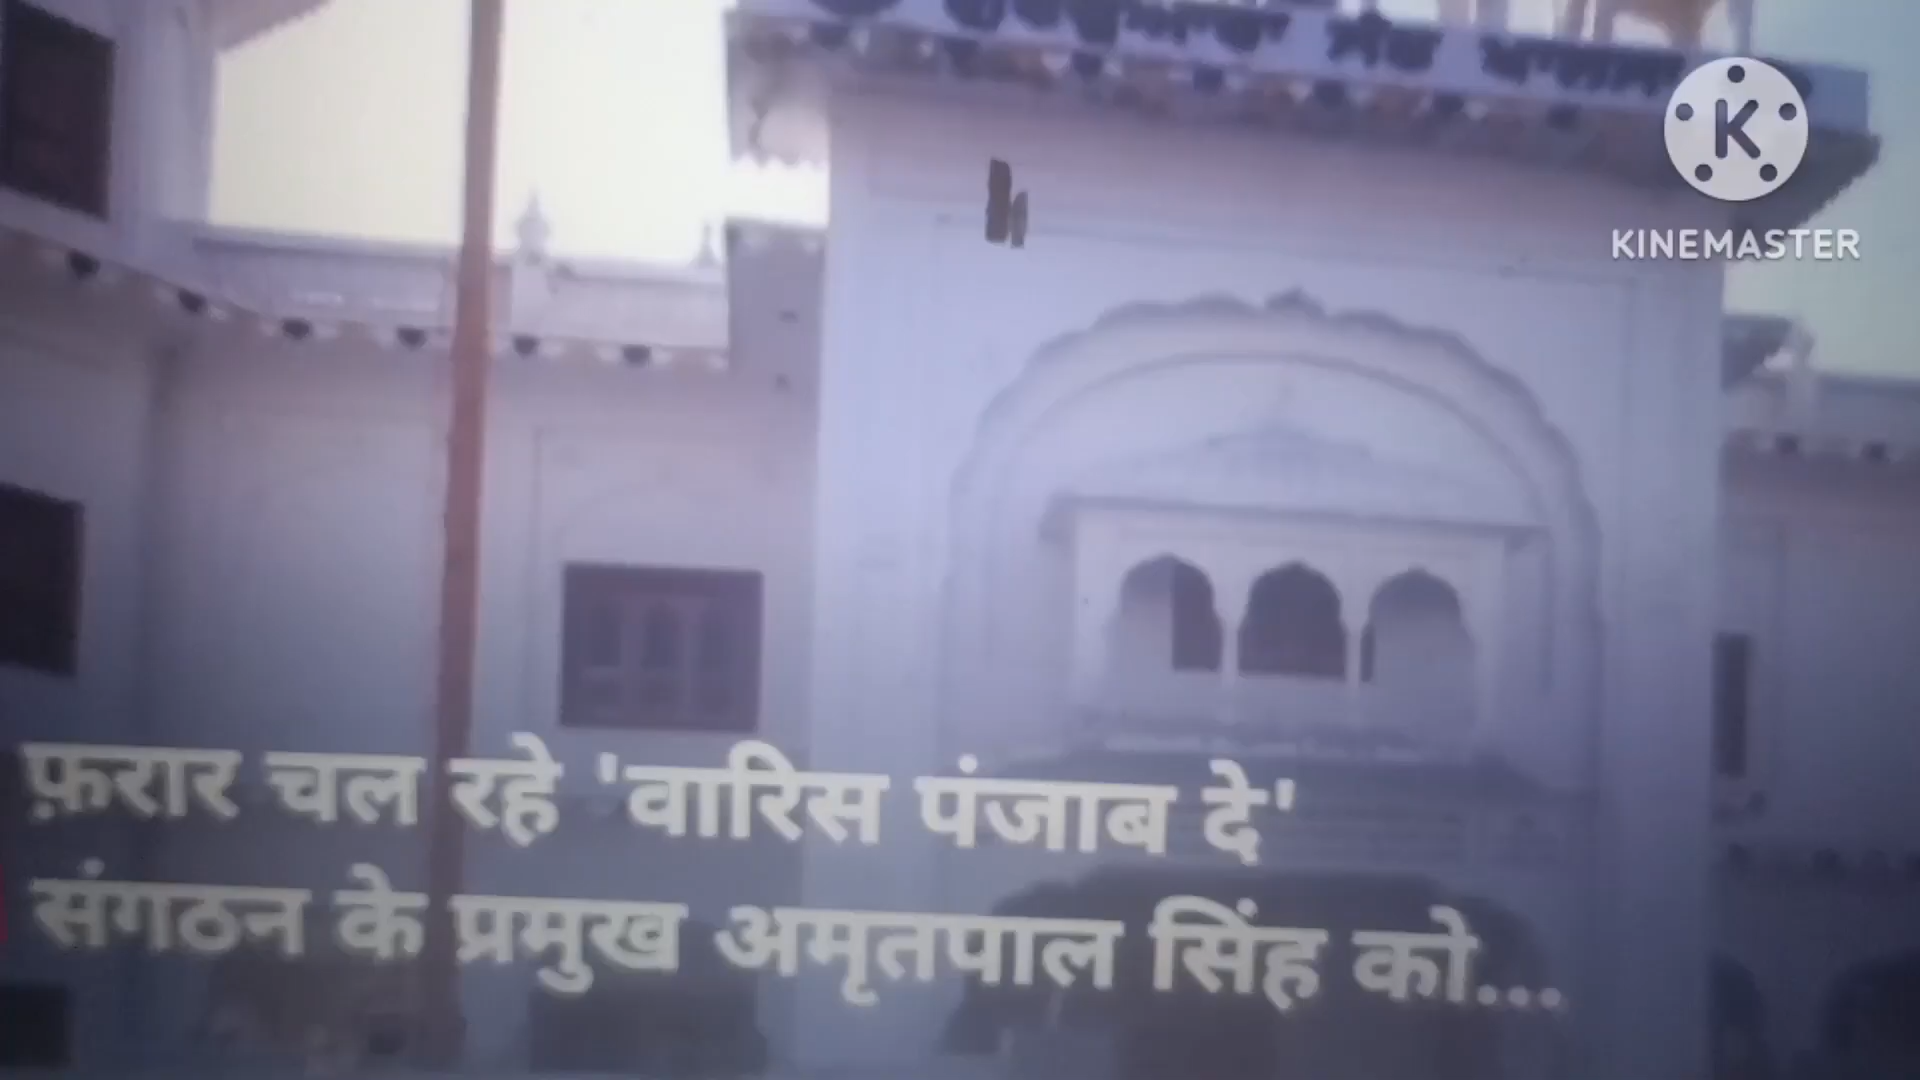 K
KINEMASTER
फ़रार चल रहे 'वारिस पंजाब दे'
संगठन के प्रमुख अमृतपाल सिंह को...